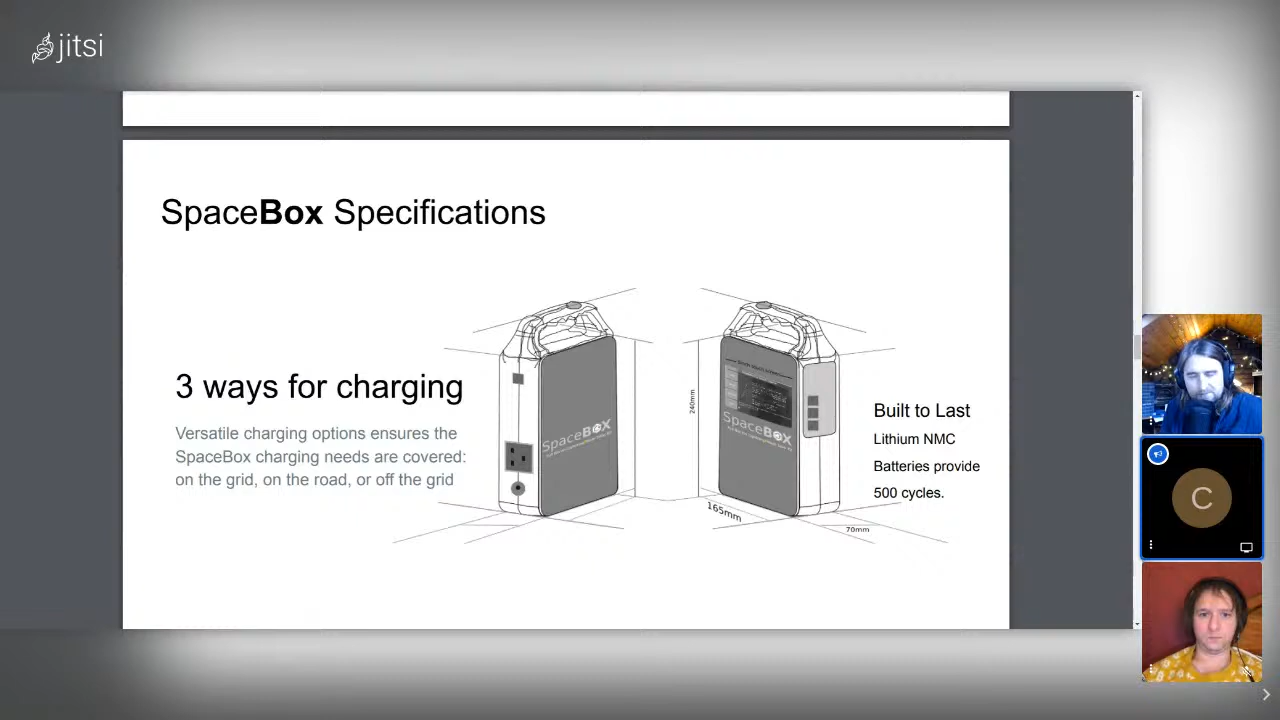 jitsi
SpaceBox Specifications
3 ways for charging
Versatile charging options ensures the
SpaceBox charging needs are covered:
on the grid, on the road, or off the grid
SpaceBOX
240mm
SpaceBOX
165mm
70mm
Built to Last
Lithium NMC
Batteries provide
500 cycles.
C